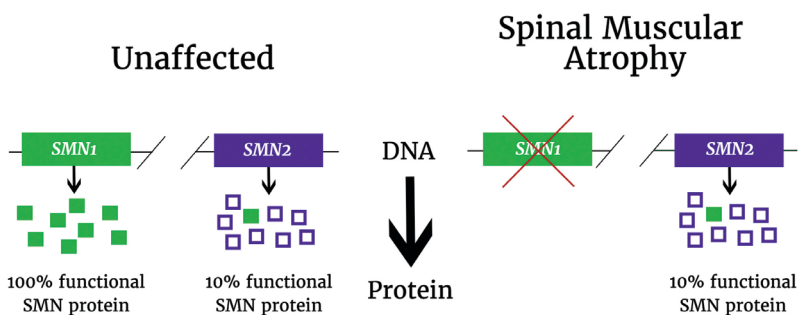 Unaffected
Spinal Muscular
Atrophy
SMN1
SMN2
DNA
SMN1
SMN2
100% functional
SMN protein
10% functional
SMN protein
Protein
10% functional
SMN protein